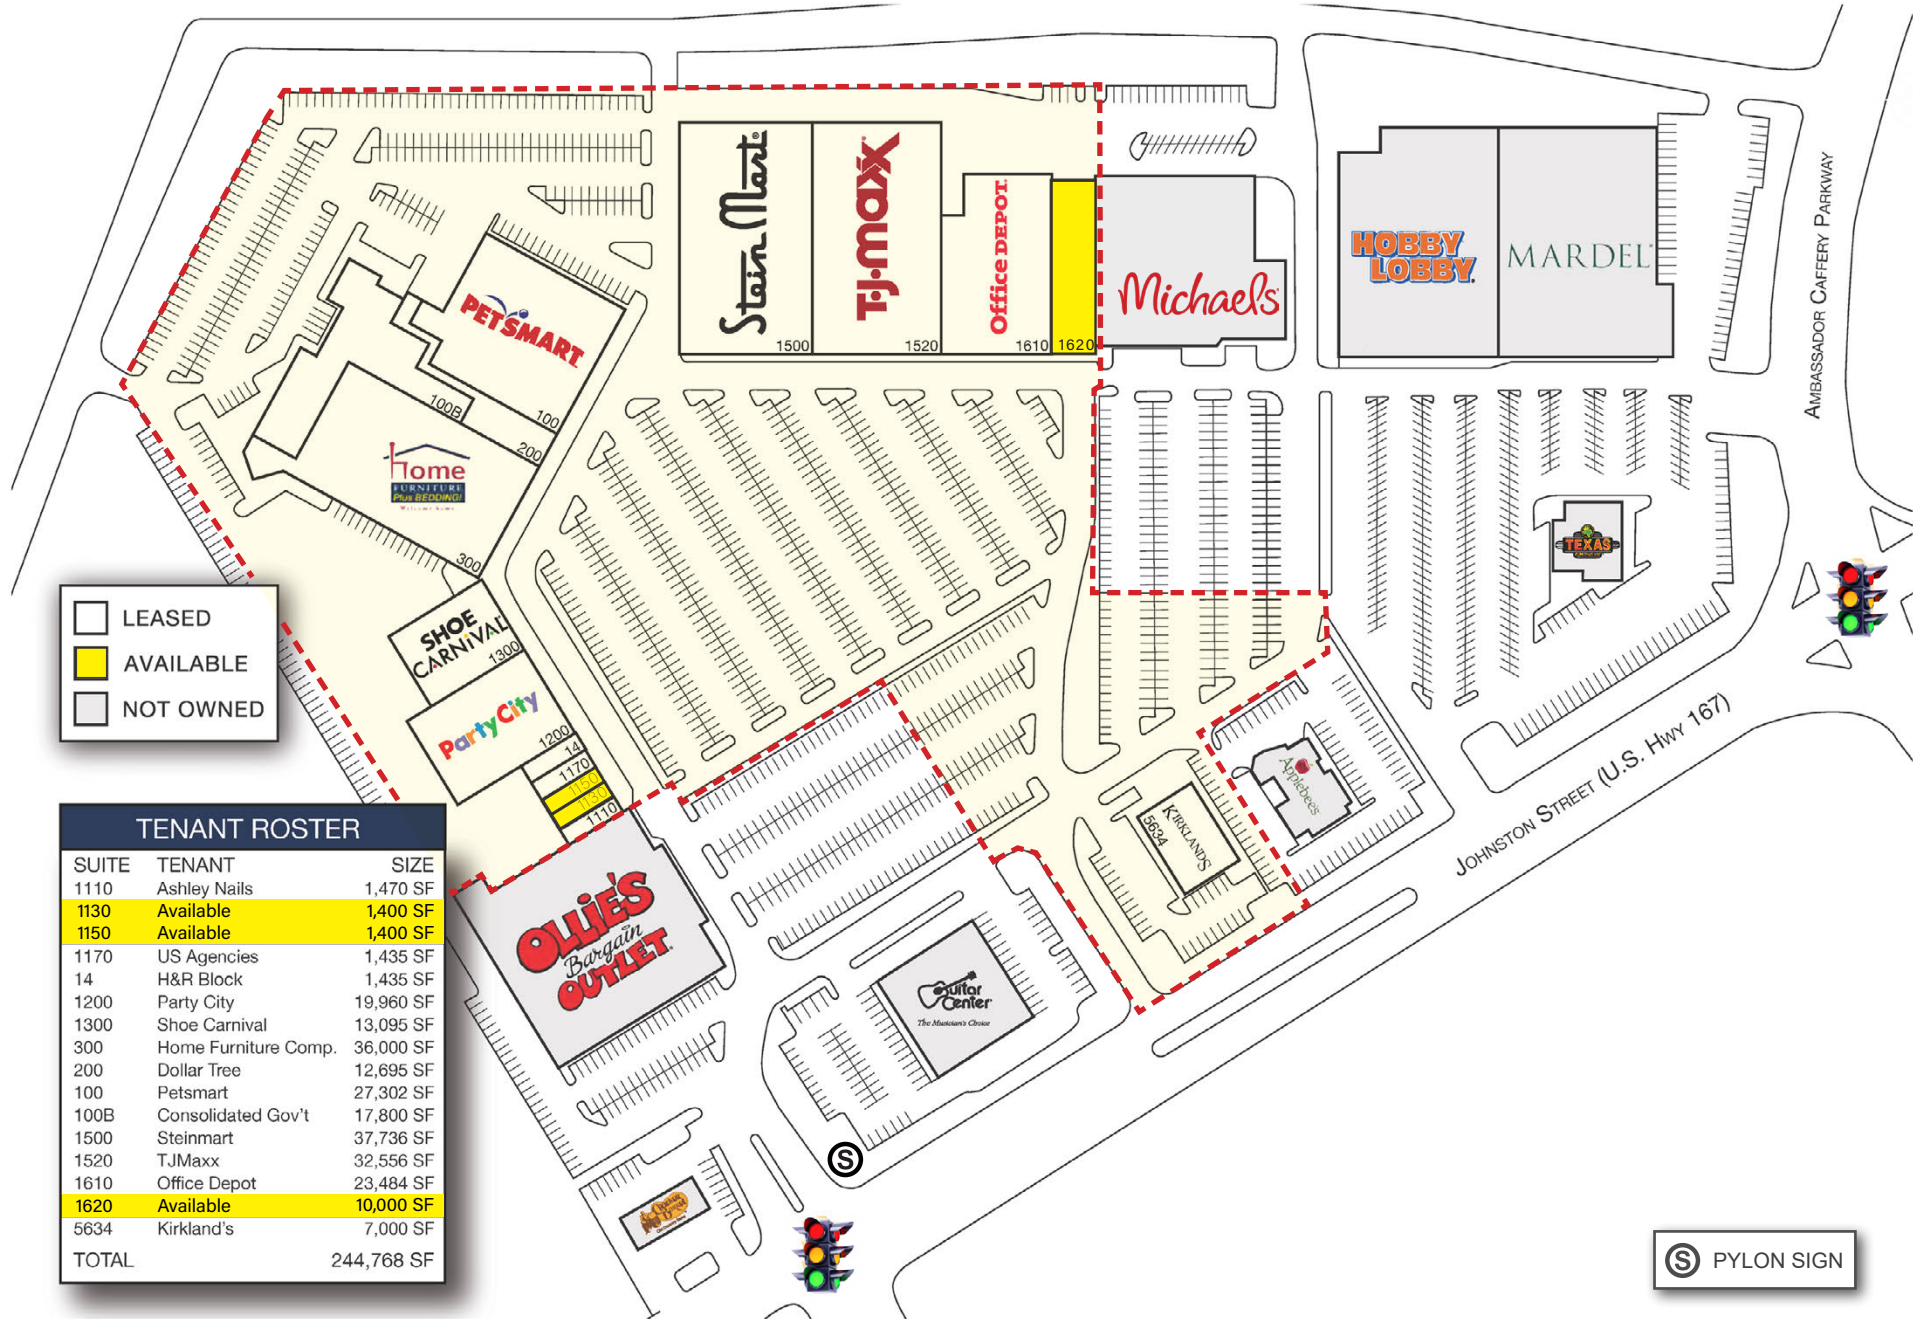 Stein Mart
1500
T·J·maxx
1520
Office DEPOT
1610
1620
Michaels
HOBBY
LOBBY
MARDEL
AMBASSADOR CAFFERY PARKWAY
PETSMART
100
100B
200
Home
FURNITURE
Plus BEDDING!
Welcome home
300
TEXAS
LEASED
AVAILABLE
NOT OWNED
SHOE
CARNIVAL
1300
PartyCity
1200
14
1170
1150
1130
1110
Applebee's
KIRKLANDS
5634
JOHNSTON STREET (U.S. HWY 167)
OLLIE'S
Bargain
OUTLET
Guitar
Center
The Musician's Choice
S
TENANT ROSTER
SUITE TENANT SIZE
1110 Ashley Nails 1,470 SF
1130 Available 1,400 SF
1150 Available 1,400 SF
1170 US Agencies 1,435 SF
14 H&R Block 1,435 SF
1200 Party City 19,960 SF
1300 Shoe Carnival 13,095 SF
300 Home Furniture Comp. 36,000 SF
200 Dollar Tree 12,695 SF
100 Petsmart 27,302 SF
100B Consolidated Gov't 17,800 SF
1500 Steinmart 37,736 SF
1520 TJMaxx 32,556 SF
1610 Office Depot 23,484 SF
1620 Available 10,000 SF
5634 Kirkland's 7,000 SF
TOTAL 244,768 SF
Cracker Barrel
S PYLON SIGN